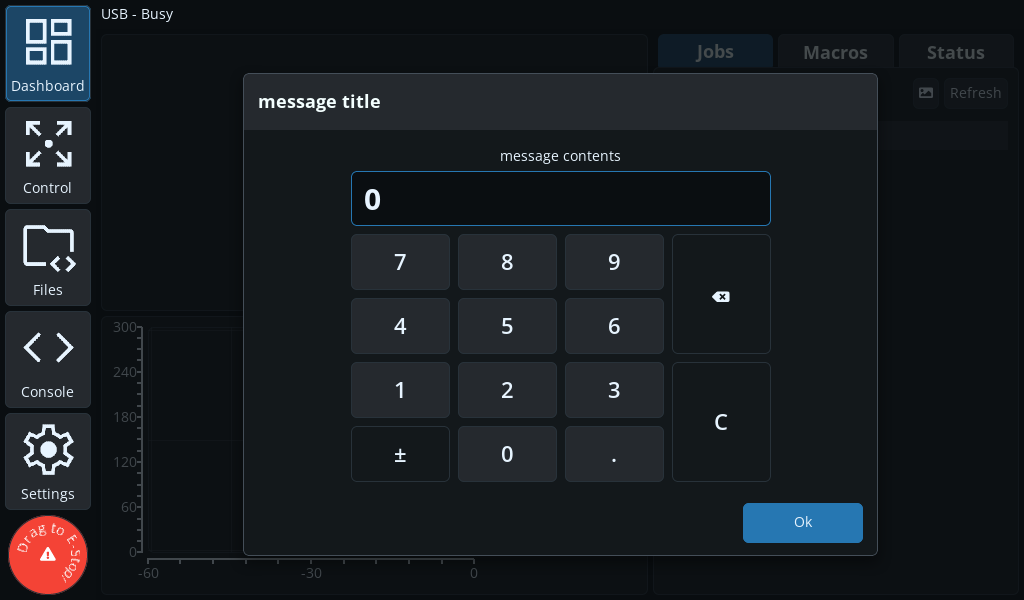 USB - Busy
Dashboard
Control
Files
Console
Settings
Drag to E-Stop!
Jobs
Macros
Status
Refresh
message title
message contents
0
7
8
9
4
5
6
1
2
3
C
±
0
.
Ok
300
240
180
120
60
0
-60
-30
0